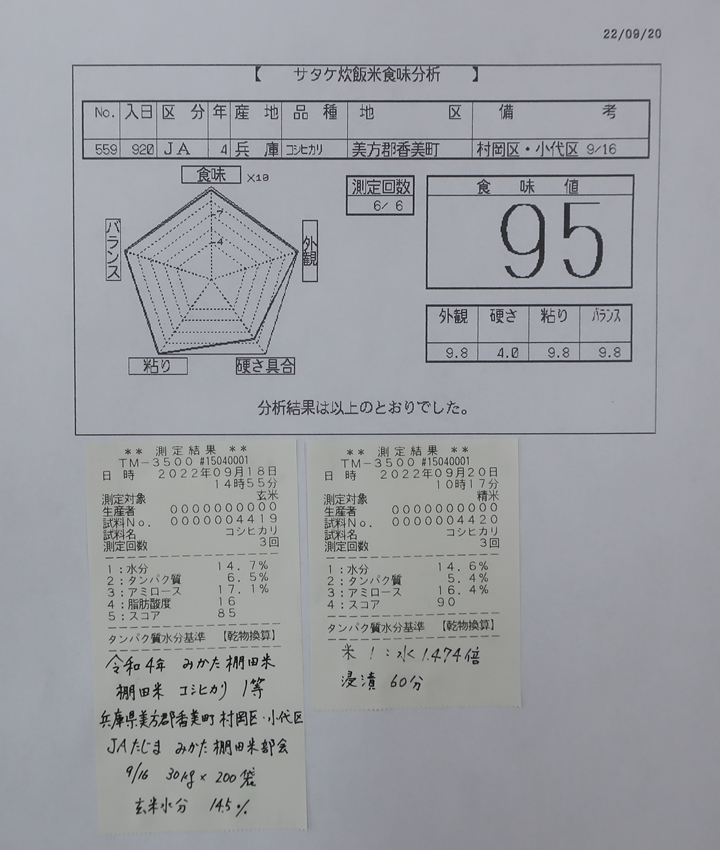 22/09/20
【 サタケ炊飯米食味分析 】
No. 入日 区分 年 産地 品種 地区 備考
559 920 JA 4 兵庫 コシヒカリ 美方郡香美町 村岡区・小代区 9/16
食味 ×10
7
4
バランス
外観
粘り
硬さ具合
測定回数
6/ 6
食味値
95
外観 硬さ 粘り バランス
9.8 4.0 9.8 9.8
分析結果は以上のとおりでした。
** 測定結果 **
TM-3500 #15040001
日時 2022年09月18日
14時55分
測定対象 玄米
生産者 0000000000
試料No. 0000004419
試料名 コシヒカリ
測定回数 3回
1:水分 14.7%
2:タンパク質 6.5%
3:アミロース 17.1%
4:脂肪酸度 16
5:スコア 85
タンパク質水分基準 【乾物換算】
令和4年 みかた棚田米
棚田米 コシヒカリ 1等
兵庫県美方郡香美町 村岡区・小代区
JAたじま みかた棚田米部会
9/16 30kg×200袋
玄米水分 14.5%
** 測定結果 **
TM-3500 #15040001
日時 2022年09月20日
10時17分
測定対象 精米
生産者 0000000000
試料No. 0000004420
試料名 コシヒカリ
測定回数 3回
1:水分 14.6%
2:タンパク質 5.4%
3:アミロース 16.4%
4:スコア 90
タンパク質水分基準 【乾物換算】
米 1:水 1.474倍
浸漬 60分